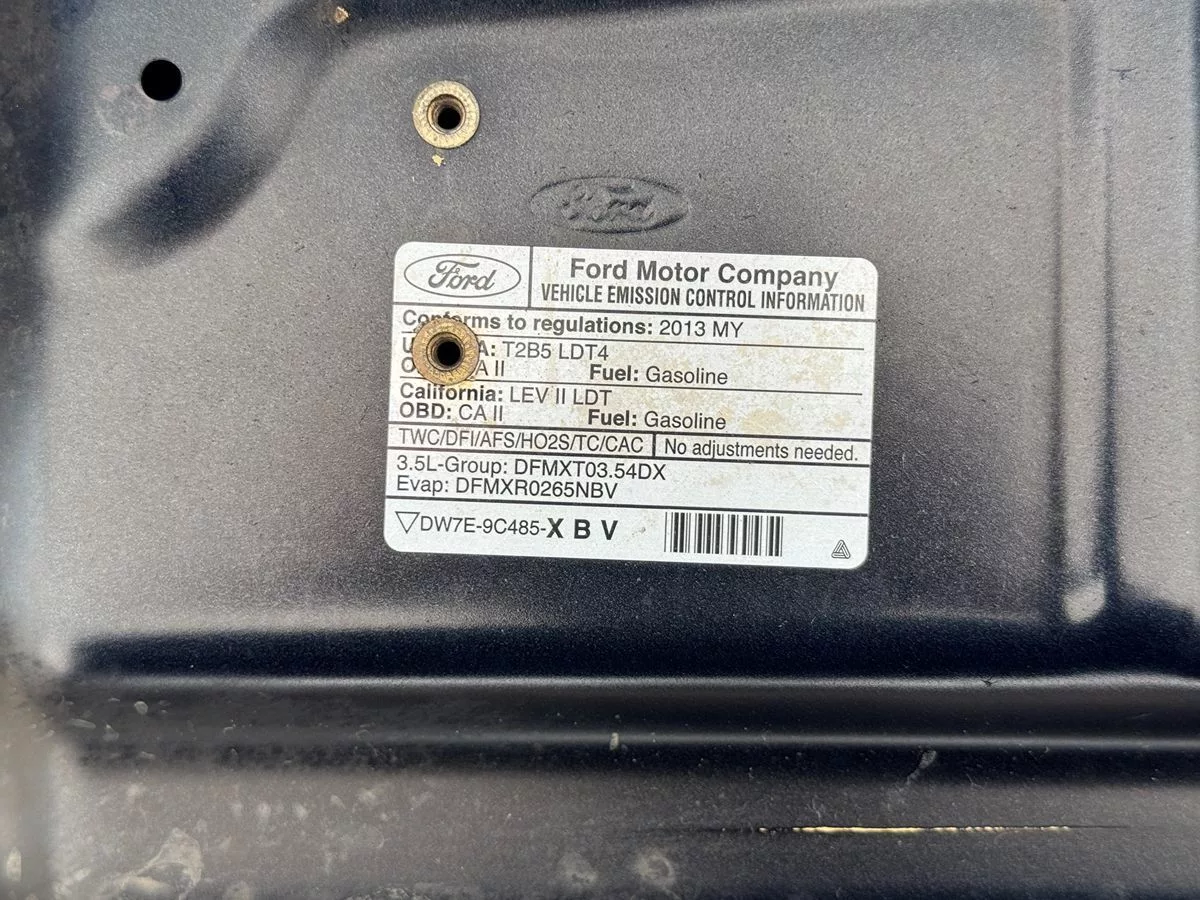 Ford
Ford
Ford Motor Company
VEHICLE EMISSION CONTROL INFORMATION
Conforms to regulations: 2013 MY
T2B5 LDT4
Fuel: Gasoline
California: LEV II LDT
OBD: CA II Fuel: Gasoline
TWC/DFI/AFS/HO2S/TC/CAC No adjustments needed.
3.5L-Group: DFMXT03.54DX
Evap: DFMXR0265NBV
DW7E-9C485-X B V